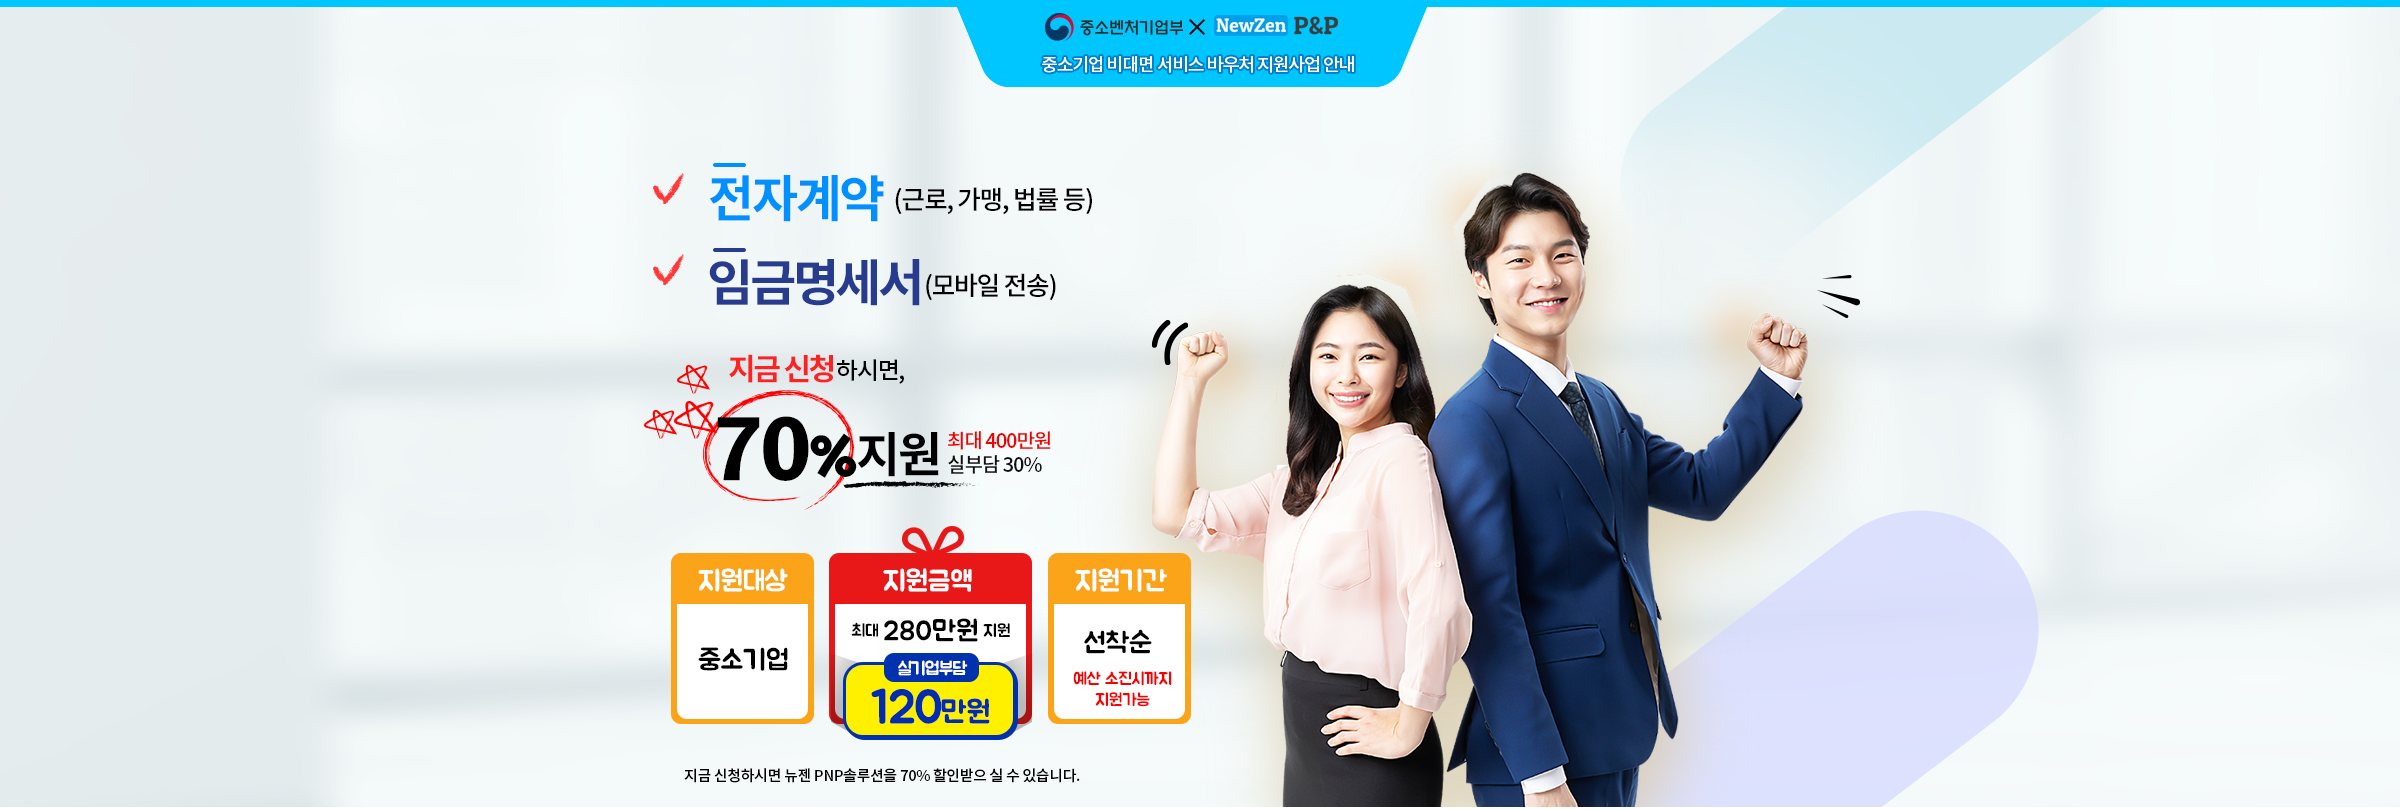 중소벤처기업부 X NewZen P&P
중소기업 비대면 서비스 바우처 지원사업 안내
전자계약 (근로, 가맹, 법률 등)
임금명세서 (모바일 전송)
지금 신청하시면,
70%지원 최대 400만원
실부담 30%
지원대상
중소기업
지원금액
최대 280만원 지원
실기업부담
120만원
지원기간
선착순
예산 소진시까지
지원가능
지금 신청하시면 뉴젠 PNP솔루션을 70% 할인받으 실 수 있습니다.